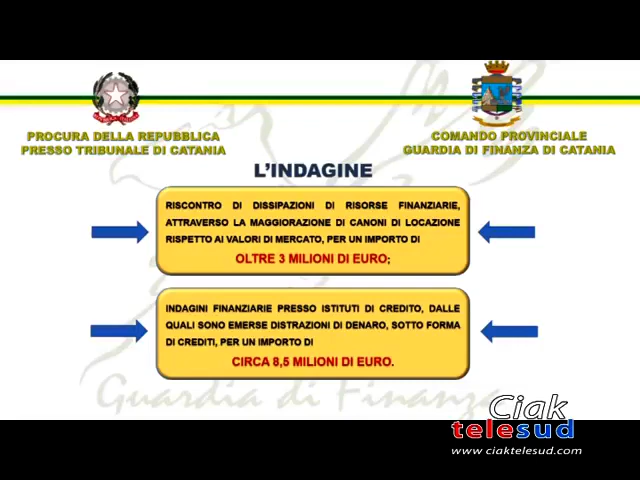 PROCURA DELLA REPUBBLICA
PRESSO TRIBUNALE DI CATANIA
COMANDO PROVINCIALE
GUARDIA DI FINANZA DI CATANIA
L'INDAGINE
RISCONTRO DI DISSIPAZIONI DI RISORSE FINANZIARIE,
ATTRAVERSO LA MAGGIORAZIONE DI CANONI DI LOCAZIONE
RISPETTO AI VALORI DI MERCATO, PER UN IMPORTO DI
OLTRE 3 MILIONI DI EURO;
INDAGINI FINANZIARIE PRESSO ISTITUTI DI CREDITO, DALLE
QUALI SONO EMERSE DISTRAZIONI DI DENARO, SOTTO FORMA
DI CREDITI, PER UN IMPORTO DI
CIRCA 8,5 MILIONI DI EURO.
Guardia di Finanza
Ciak
telesud
www.ciaktelesud.com